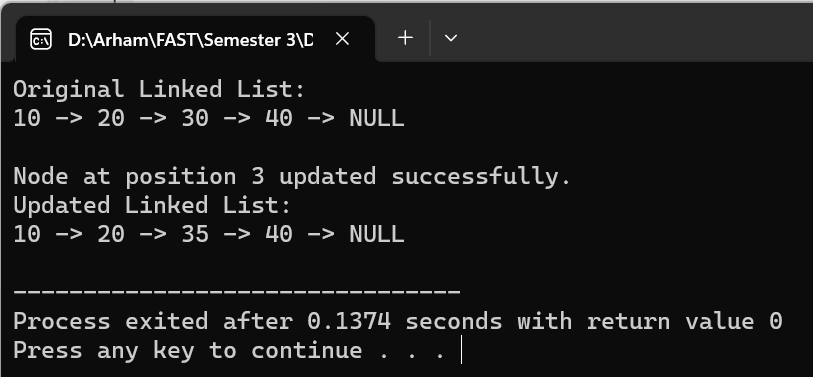 D:\Arham\FAST\Semester 3\D
Original Linked List:
10 -> 20 -> 30 -> 40 -> NULL
Node at position 3 updated successfully.
Updated Linked List:
10 -> 20 -> 35 -> 40 -> NULL
--------------------------------
Process exited after 0.1374 seconds with return value 0
Press any key to continue . . .